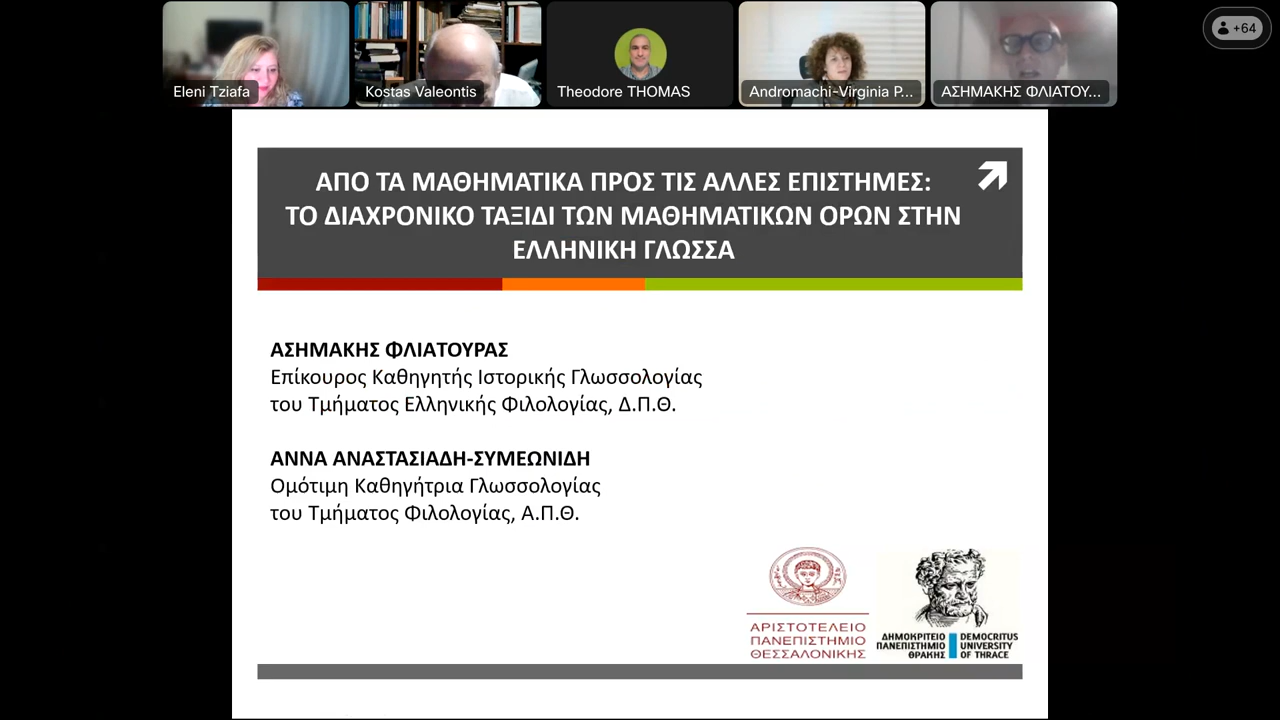 Eleni Tziafa
Kostas Valeontis
Theodore THOMAS
Andromachi-Virginia P...
ΑΣΗΜΑΚΗΣ ΦΛΙΑΤΟΥ...
+64
ΑΠΟ ΤΑ ΜΑΘΗΜΑΤΙΚΑ ΠΡΟΣ ΤΙΣ ΑΛΛΕΣ ΕΠΙΣΤΗΜΕΣ:
ΤΟ ΔΙΑΧΡΟΝΙΚΟ ΤΑΞΙΔΙ ΤΩΝ ΜΑΘΗΜΑΤΙΚΩΝ ΟΡΩΝ ΣΤΗΝ
ΕΛΛΗΝΙΚΗ ΓΛΩΣΣΑ
ΑΣΗΜΑΚΗΣ ΦΛΙΑΤΟΥΡΑΣ
Επίκουρος Καθηγητής Ιστορικής Γλωσσολογίας
του Τμήματος Ελληνικής Φιλολογίας, Δ.Π.Θ.
ΑΝΝΑ ΑΝΑΣΤΑΣΙΑΔΗ-ΣΥΜΕΩΝΙΔΗ
Ομότιμη Καθηγήτρια Γλωσσολογίας
του Τμήματος Φιλολογίας, Α.Π.Θ.
ΑΡΙΣΤΟΤΕΛΕΙΟ
ΠΑΝΕΠΙΣΤΗΜΙΟ
ΘΕΣΣΑΛΟΝΙΚΗΣ
ΔΗΜΟΚΡΙΤΕΙΟ
ΠΑΝΕΠΙΣΤΗΜΙΟ
ΘΡΑΚΗΣ
DEMOCRITUS
UNIVERSITY
OF THRACE